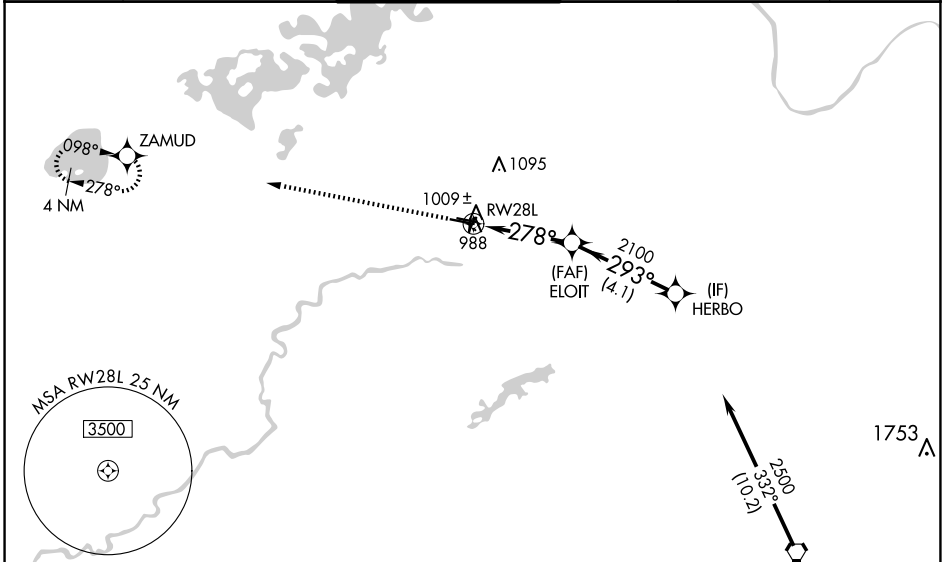 ZAMUD
098°
278°
4 NM
1095
1009 ±
RW28L
988
278°
(FAF)
ELOIT
2100
293°
(4.1)
(IF)
HERBO
MSA RW28L 25 NM
3500
1753
2500
332°
(10.2)